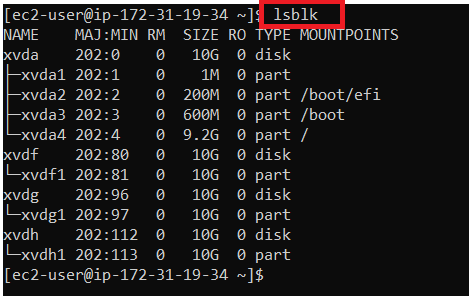 [ec2-user@ip-172-31-19-34 ~]$ lsblk
NAME    MAJ:MIN RM  SIZE RO TYPE MOUNTPOINTS
xvda    202:0    0   10G  0 disk
├─xvda1 202:1    0    1M  0 part
├─xvda2 202:2    0  200M  0 part /boot/efi
├─xvda3 202:3    0  600M  0 part /boot
└─xvda4 202:4    0  9.2G  0 part /
xvdf    202:80   0   10G  0 disk
└─xvdf1 202:81   0   10G  0 part
xvdg    202:96   0   10G  0 disk
└─xvdg1 202:97   0   10G  0 part
xvdh    202:112  0   10G  0 disk
└─xvdh1 202:113  0   10G  0 part
[ec2-user@ip-172-31-19-34 ~]$